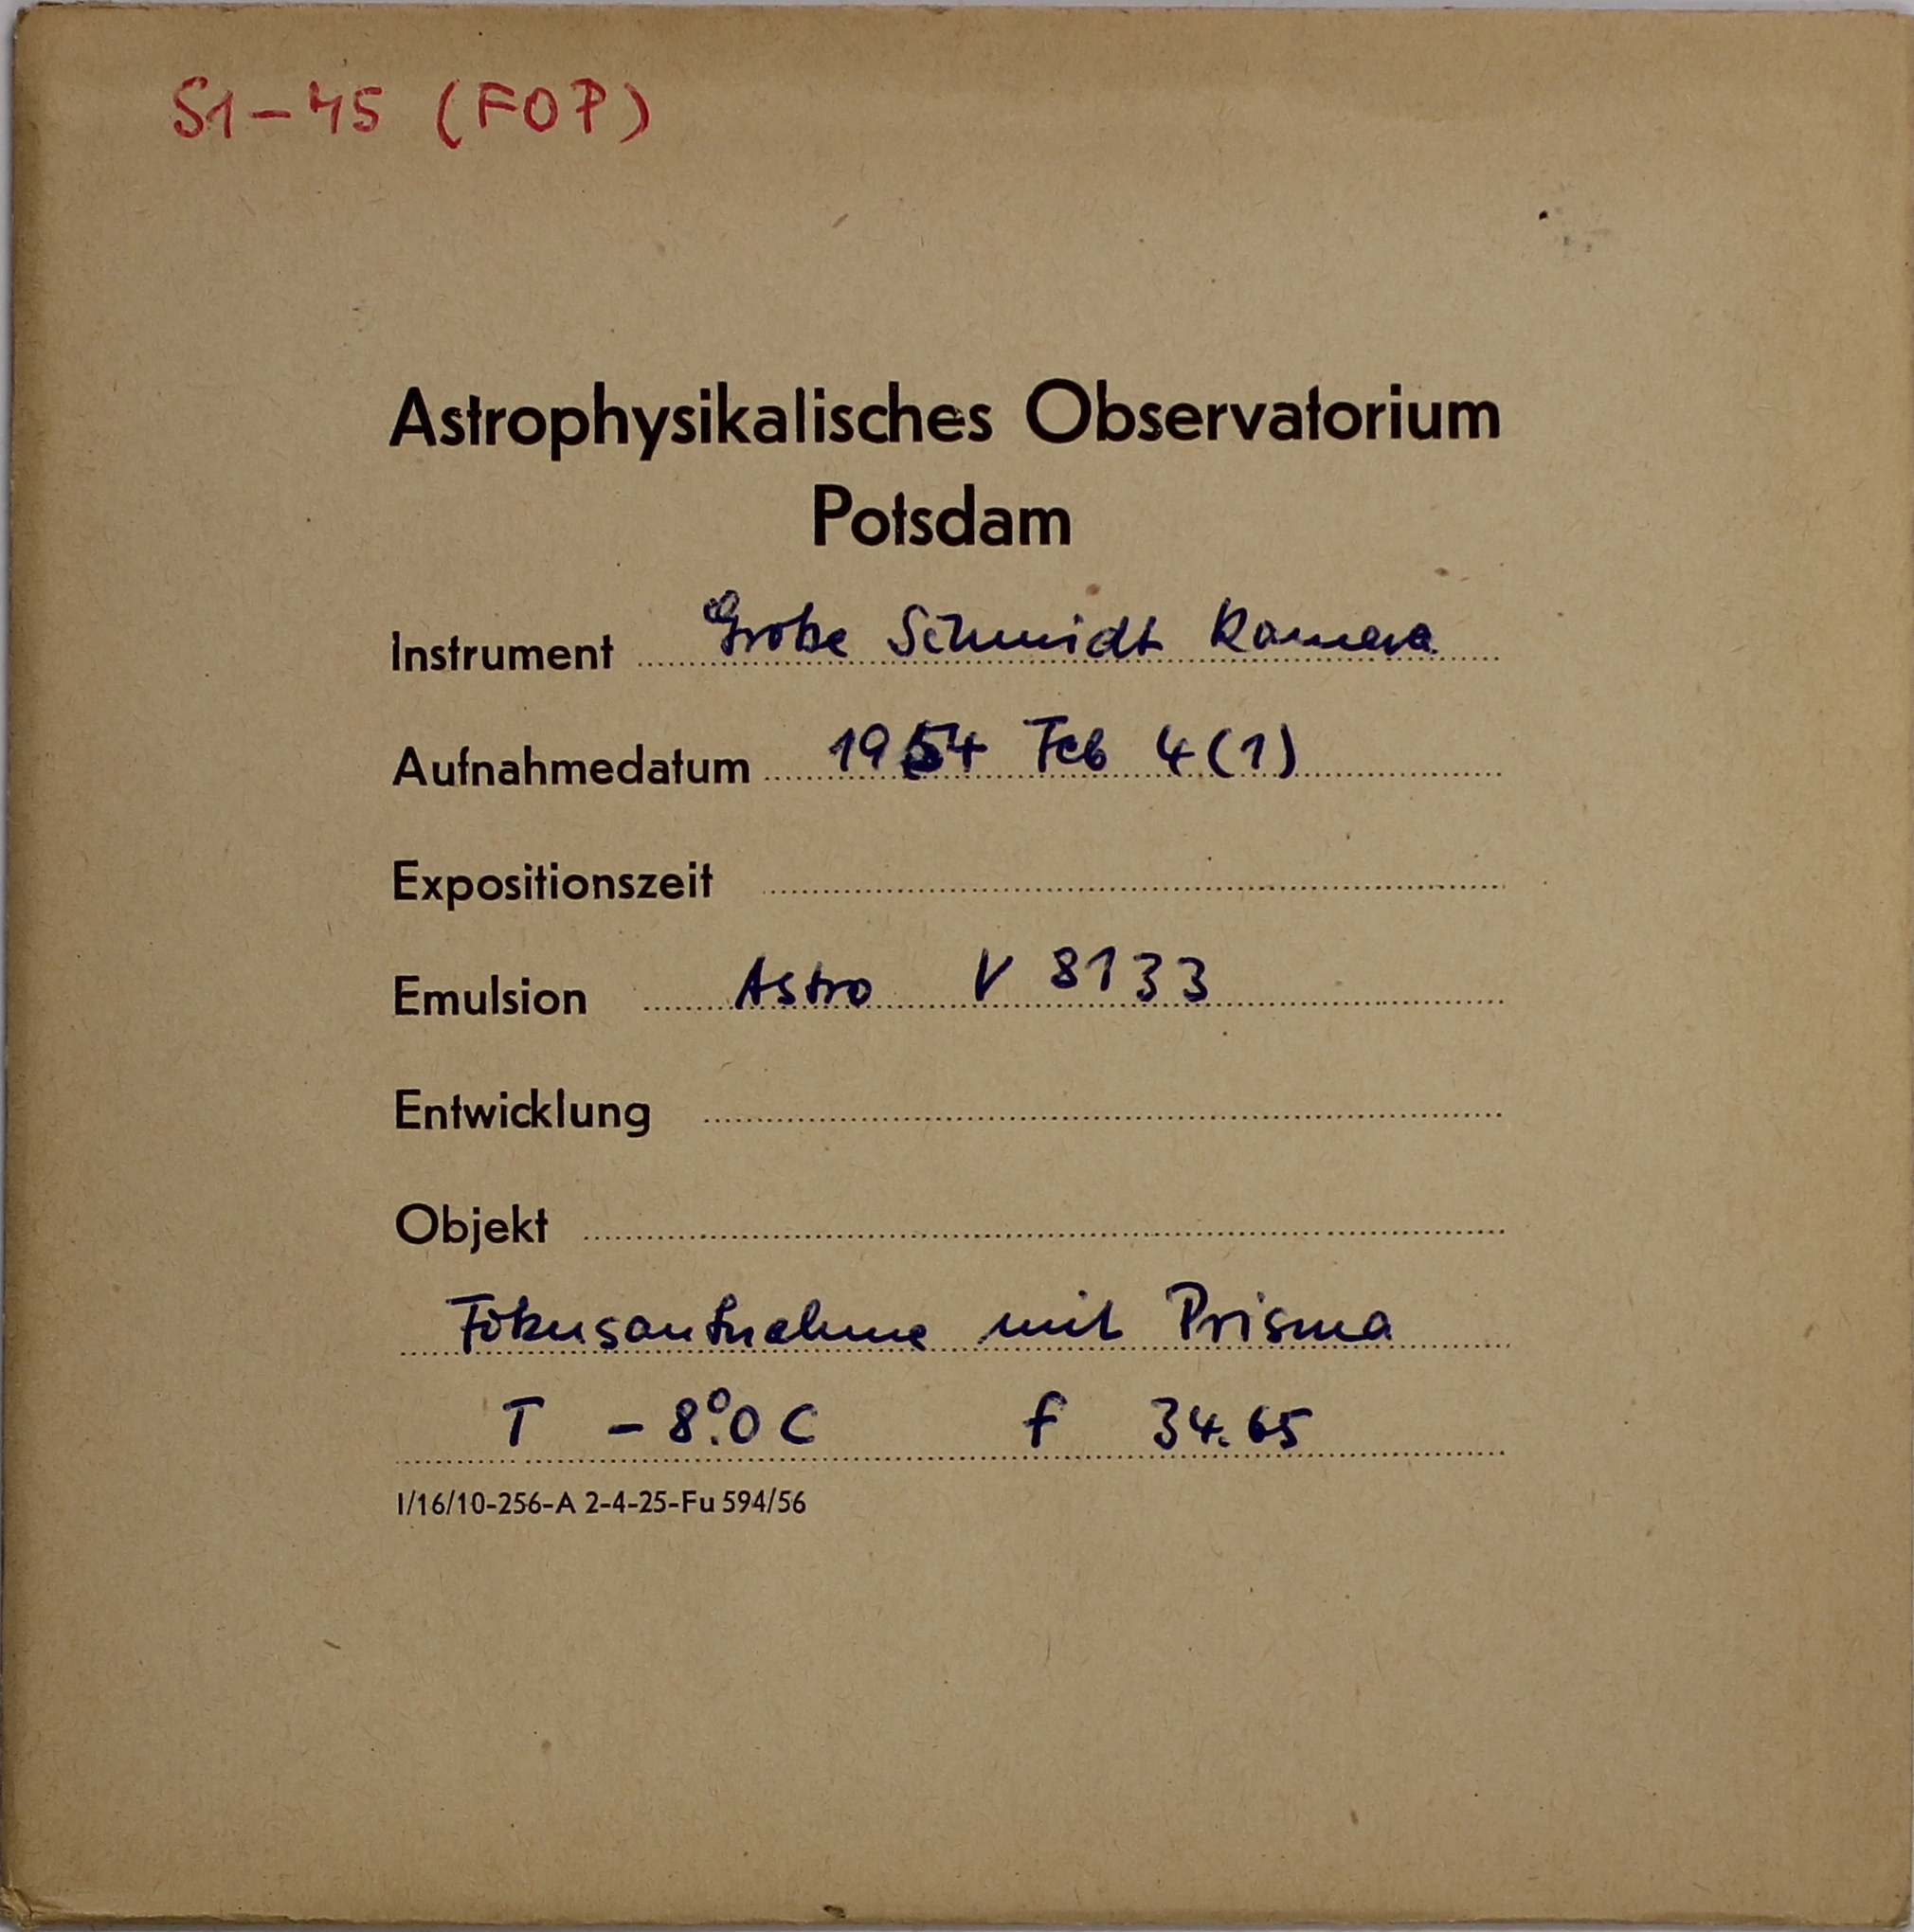 S1-45 (FOP)
Astrophysikalisches Observatorium
Potsdam
Instrument Große Schmidt Kamera
Aufnahmedatum 1954 Feb 4(1)
Expositionszeit
Emulsion Astro V 8133
Entwicklung
Objekt
Fokusaufnahme mit Prisma
T -8°.0 C f 34.65
I/16/10-256-A 2-4-25-Fu 594/56